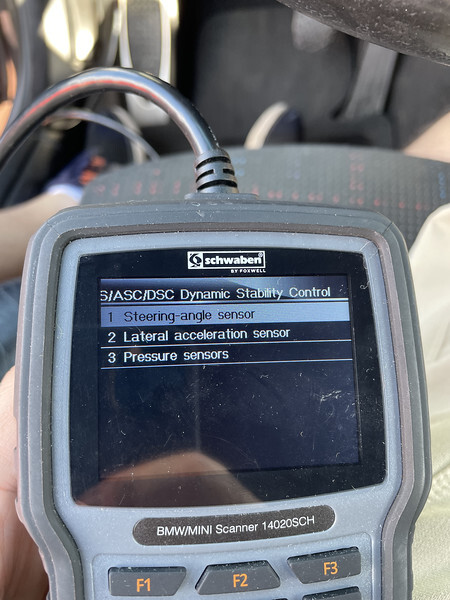 schwaben®
BY FOXWELL
S/ASC/DSC Dynamic Stability Control
1 Steering-angle sensor
2 Lateral acceleration sensor
3 Pressure sensors
BMW/MINI Scanner 14020SCH
F1 F2 F3